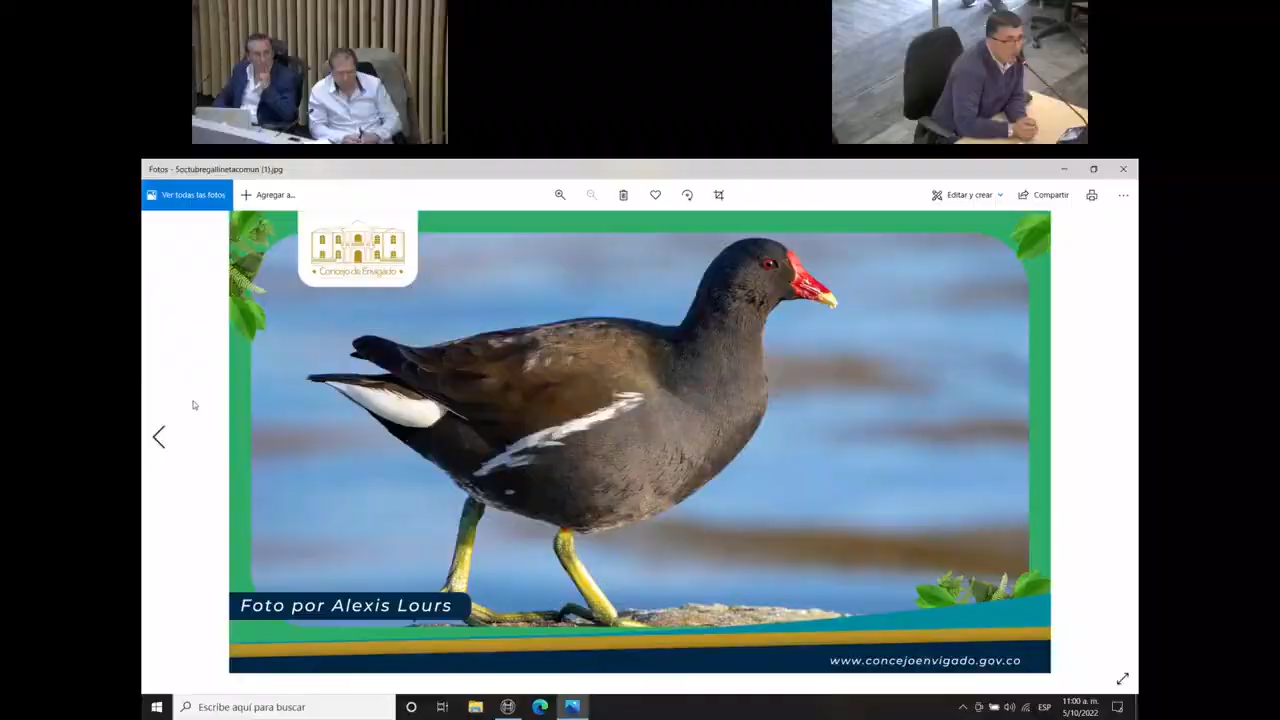 Fotos - 5octubregallinetacomun (1).jpg
Ver todas las fotos
Agregar a...
Editar y crear
Compartir
Concejo de Envigado
Foto por Alexis Lours
www.concejoenvigado.gov.co
Escribe aquí para buscar
ESP
11:00 a. m.
5/10/2022